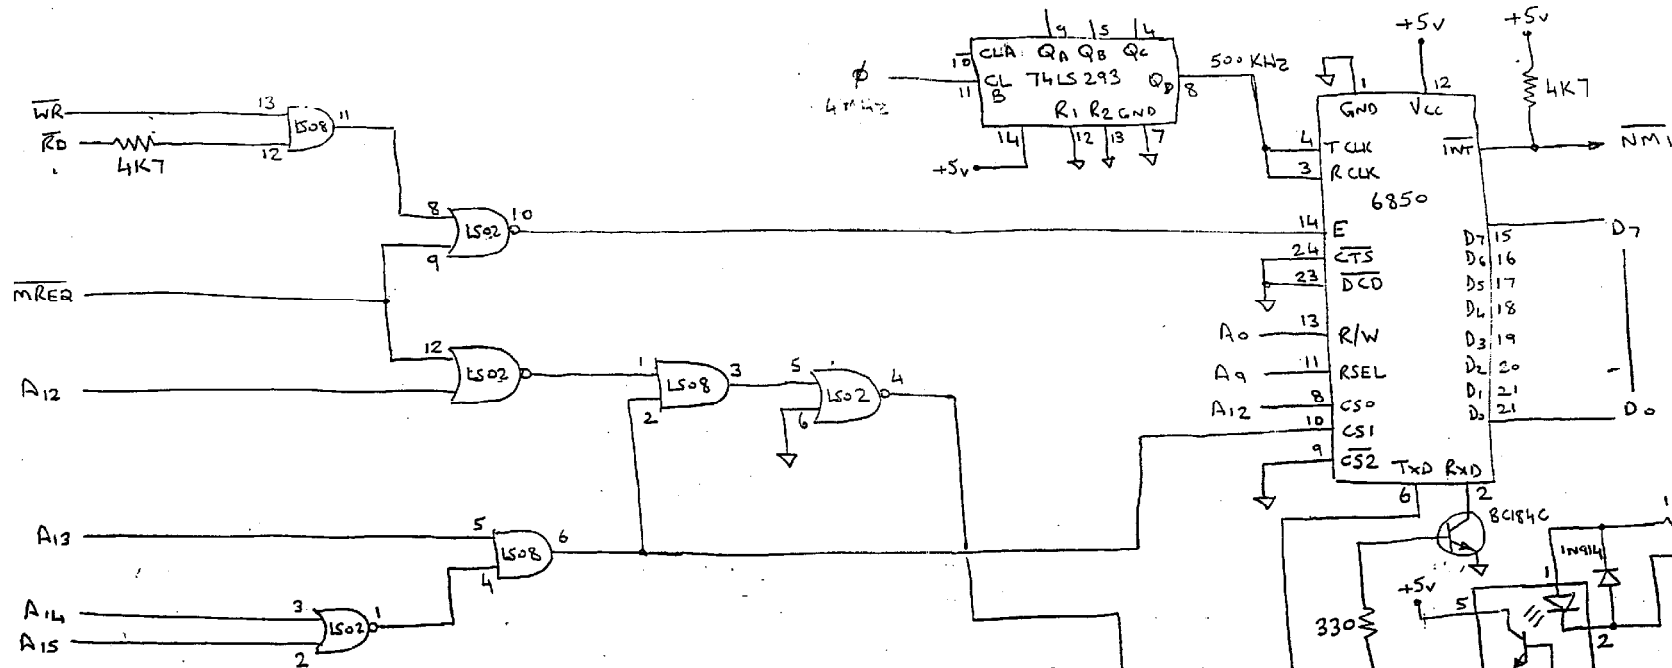 9 5 4
10 CLA QA QB QC
Ø 11 CL B 74LS293 QD 8 500KHz
4MHz
R1 R2 GND
14 12 13 7
+5v
+5v +5v
1 12
GND Vcc
4K7
4 TCLK INT NMI
3 RCLK
6850
14 E
24 CTS
23 DCD
A0 13 R/W
A9 11 RSEL
A12 8 CS0
10 CS1
9 CS2
D7 15 D7
D6 16
D5 17
D4 18
D3 19
D2 20
D1 21
D0 21 D0
TXD RXD
6 2
WR 13 LS08 11
RD 4K7 12
8 LS02 10
9
MREQ
12 LS02
A12
1 LS08 3
2
5 LS02 4
6
A13 5 LS08 6
4
A14 3 LS02 1
A15 2
BC184C
1N914
1
+5v 5
330
1
2